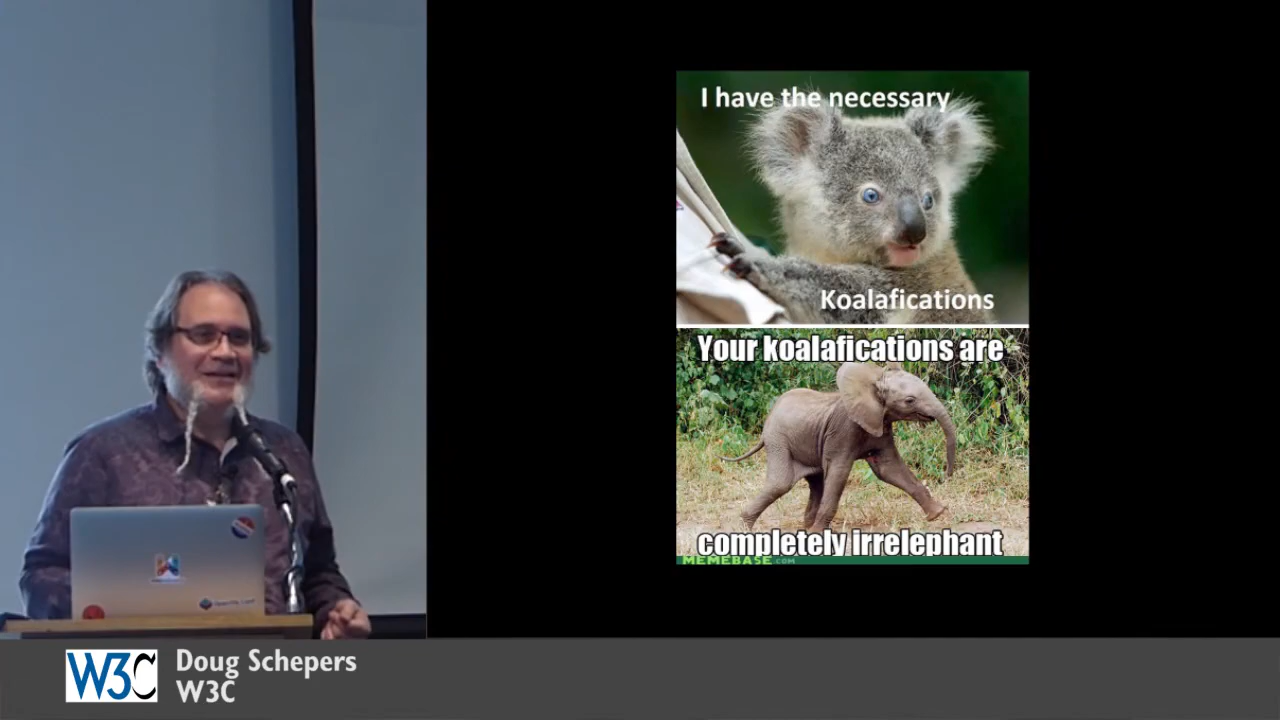 I have the necessary
Koalafications
Your koalafications are
completely irrelephant
MEMEBASE.COM
W3C
Doug Schepers
W3C